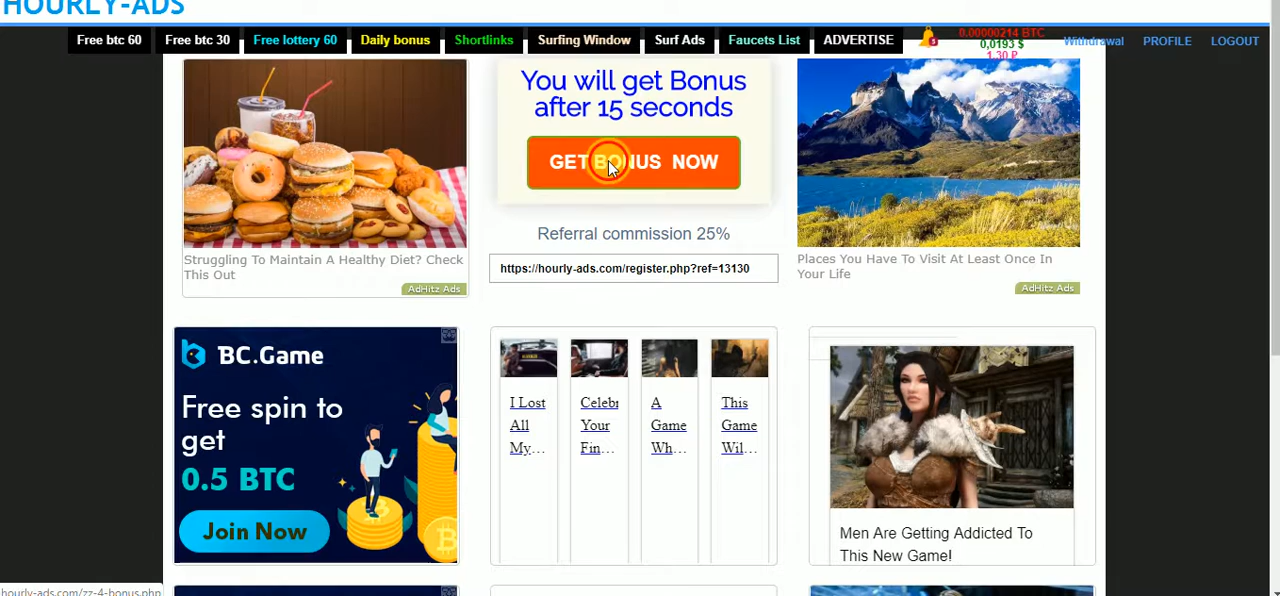 HOURLY-ADS
Free btc 60
Free btc 30
Free lottery 60
Daily bonus
Shortlinks
Surfing Window
Surf Ads
Faucets List
ADVERTISE
0.00000214 BTC
0,0193 $
1.30 P
Withdrawal
PROFILE
LOGOUT
You will get Bonus
after 15 seconds
GET BONUS NOW
Referral commission 25%
https://hourly-ads.com/register.php?ref=13130
Struggling To Maintain A Healthy Diet? Check
This Out
AdHitz Ads
Places You Have To Visit At Least Once In
Your Life
AdHitz Ads
BC.Game
Free spin to
get
0.5 BTC
Join Now
I Lost
All
My...
Celebr
Your
Fin...
A
Game
Wh...
This
Game
Wil...
Men Are Getting Addicted To
This New Game!
hourly-ads.com/zz-4-bonus.php